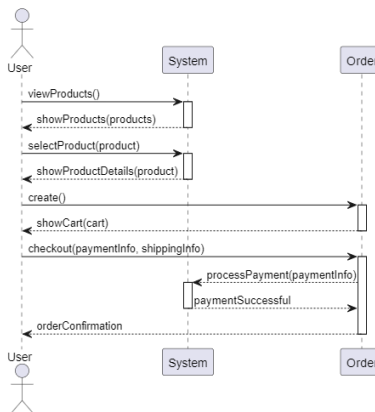 User
System
Order
viewProducts()
showProducts(products)
selectProduct(product)
showProductDetails(product)
create()
showCart(cart)
checkout(paymentInfo, shippingInfo)
processPayment(paymentInfo)
paymentSuccessful
orderConfirmation
User
System
Order